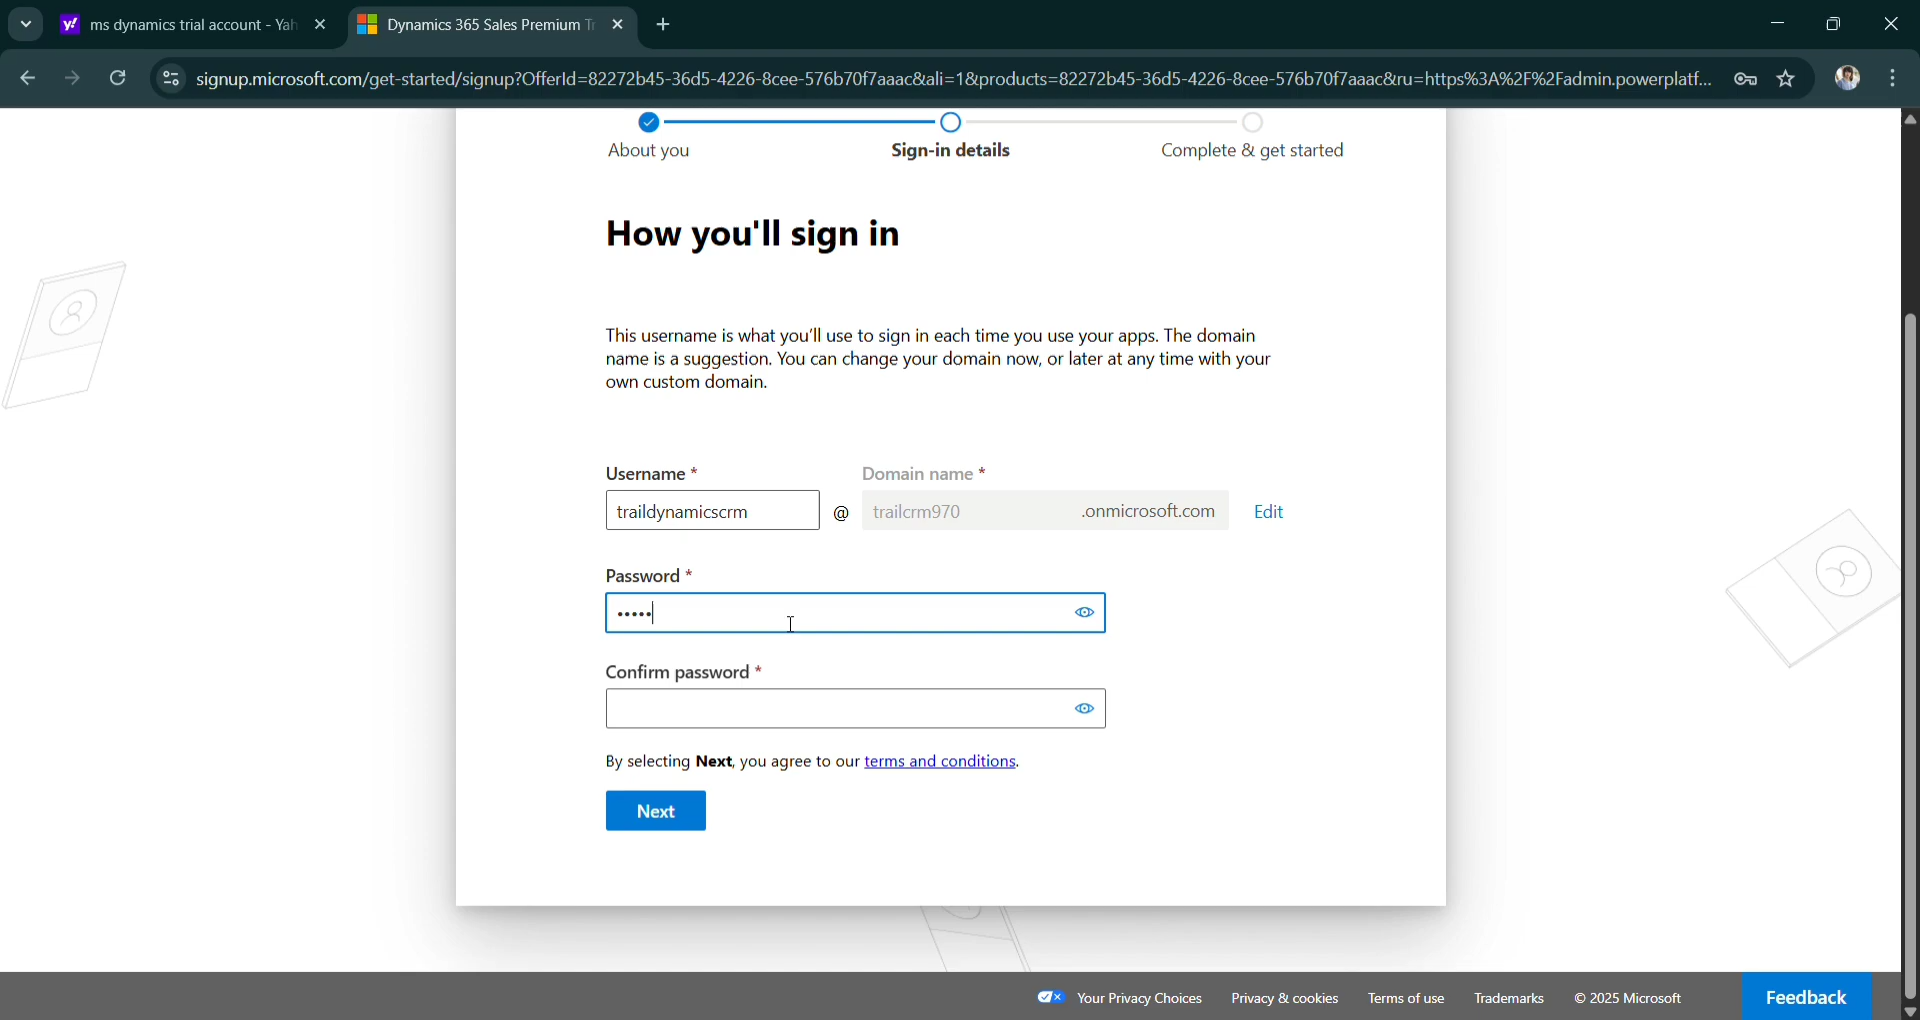 ms dynamics trial account - Yah
Dynamics 365 Sales Premium Tr
signup.microsoft.com/get-started/signup?OfferId=82272b45-36d5-4226-8cee-576b70f7aaac&ali=1&products=82272b45-36d5-4226-8cee-576b70f7aaac&ru=https%3A%2F%2Fadmin.powerplatf...
About you
Sign-in details
Complete & get started
How you'll sign in
This username is what you'll use to sign in each time you use your apps. The domain
name is a suggestion. You can change your domain now, or later at any time with your
own custom domain.
Username *
Domain name *
traildynamicscrm @ trailcrm970 .onmicrosoft.com Edit
Password *
•••••
Confirm password *
By selecting Next, you agree to our terms and conditions.
Next
Your Privacy Choices
Privacy & cookies
Terms of use
Trademarks
© 2025 Microsoft
Feedback